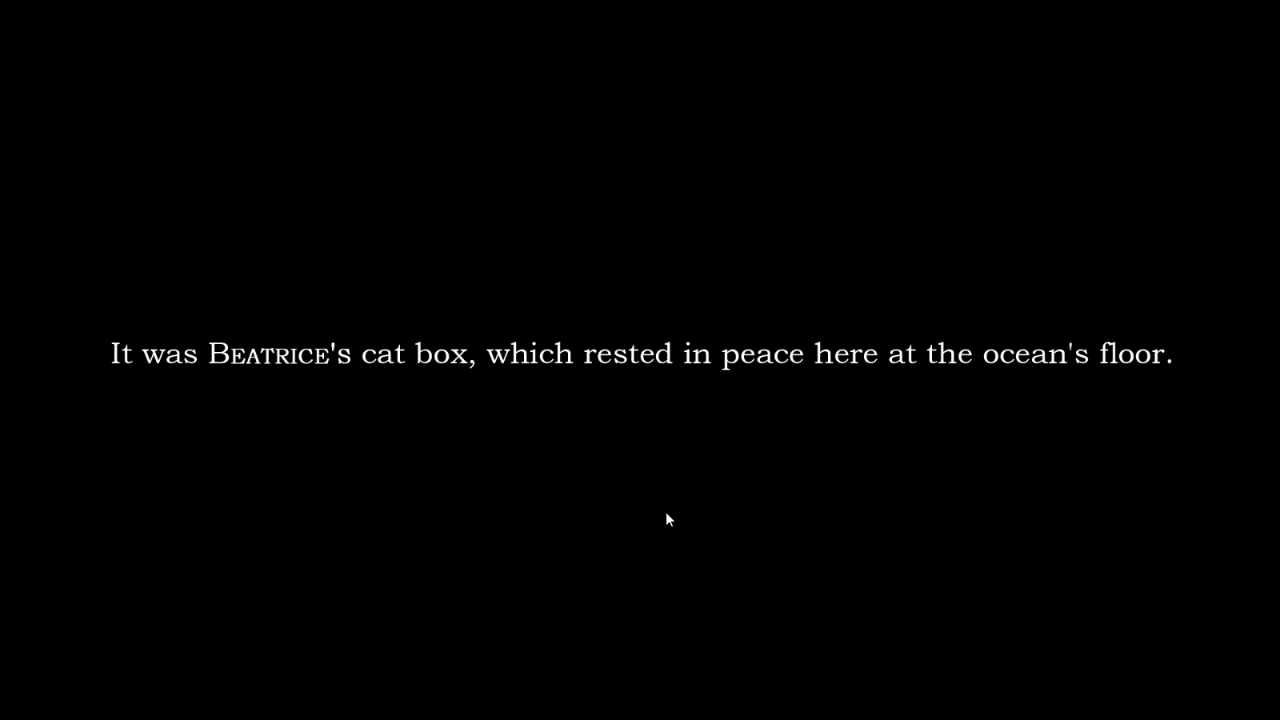 It was BEATRICE's cat box, which rested in peace here at the ocean's floor.